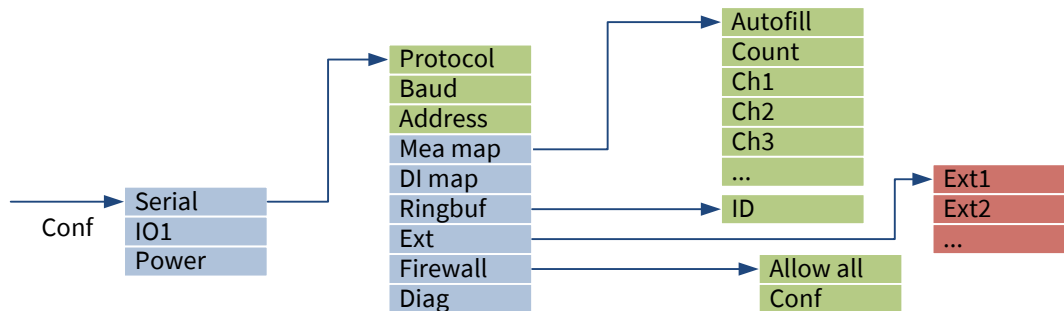 Conf
Serial
IO1
Power
Protocol
Baud
Address
Mea map
DI map
Ringbuf
Ext
Firewall
Diag
Autofill
Count
Ch1
Ch2
Ch3
...
ID
Allow all
Conf
Ext1
Ext2
...